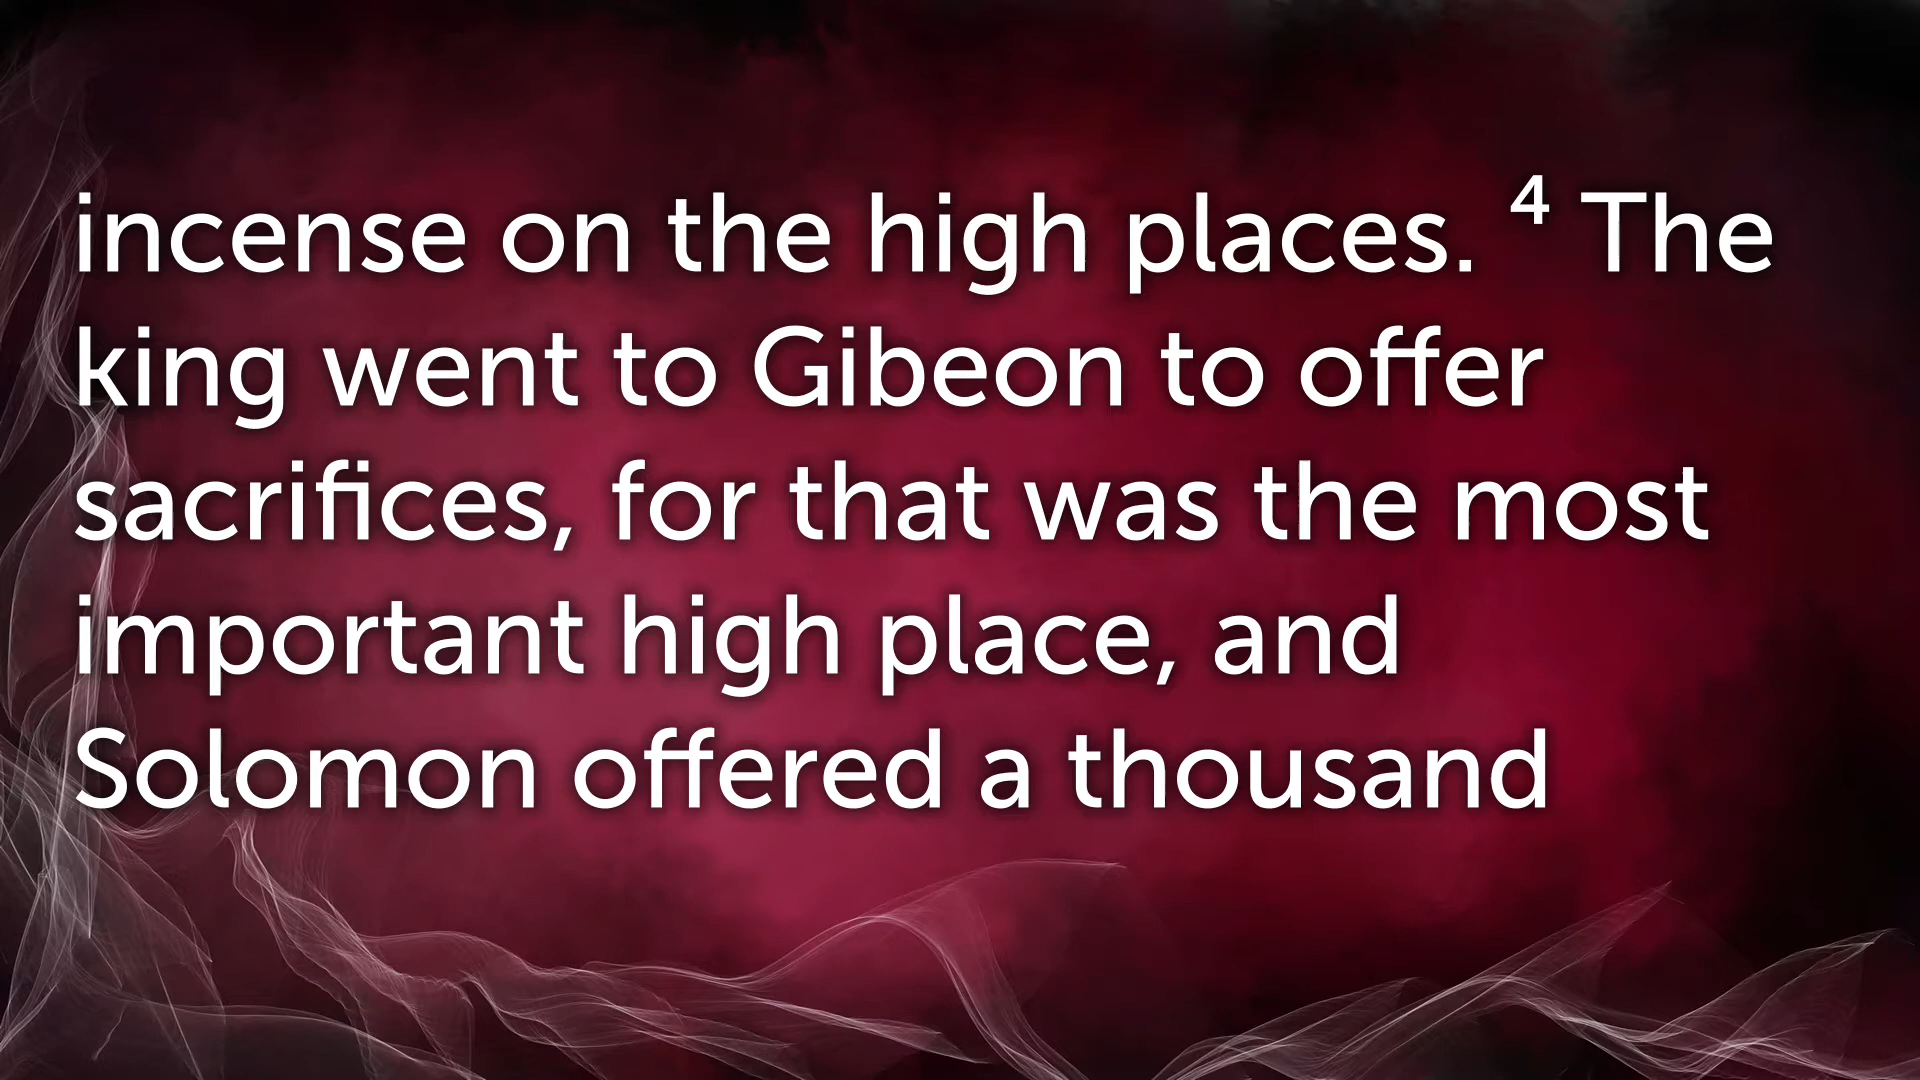 incense on the high places. ⁴ The
king went to Gibeon to offer
sacrifices, for that was the most
important high place, and
Solomon offered a thousand